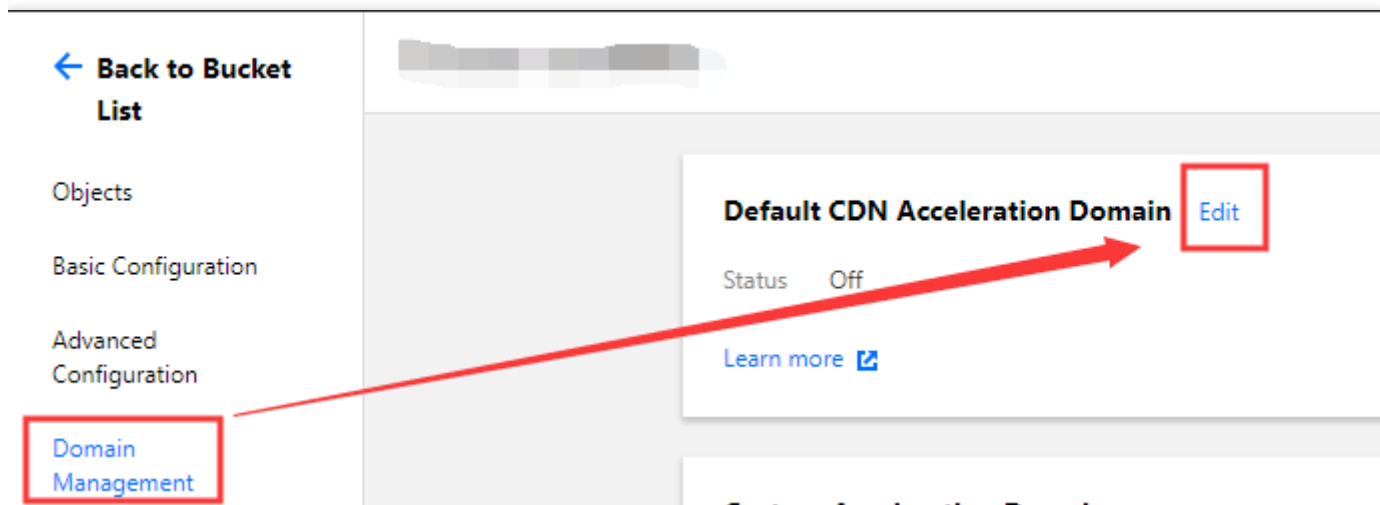 Back to Bucket
List
Objects
Basic Configuration
Advanced
Configuration
Domain
Management
Default CDN Acceleration Domain Edit
Status Off
Learn more